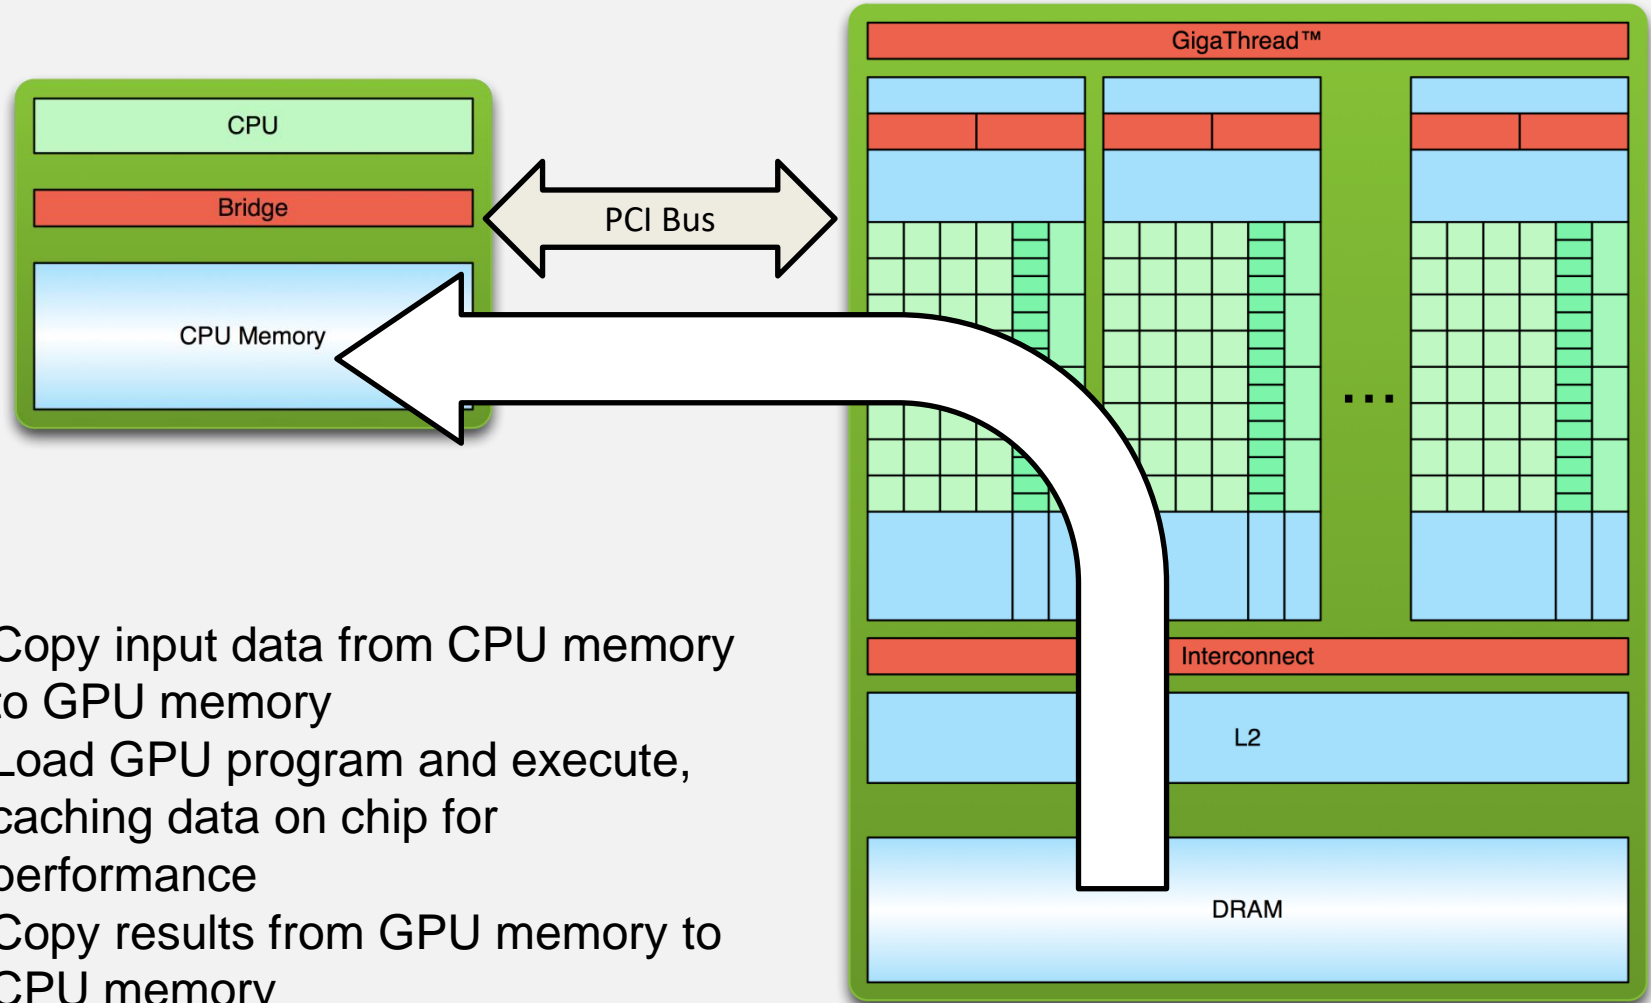 GigaThread™
CPU
Bridge
PCI Bus
CPU Memory
...
Copy input data from CPU memory
to GPU memory
Load GPU program and execute,
caching data on chip for
performance
Copy results from GPU memory to
CPU memory
Interconnect
L2
DRAM